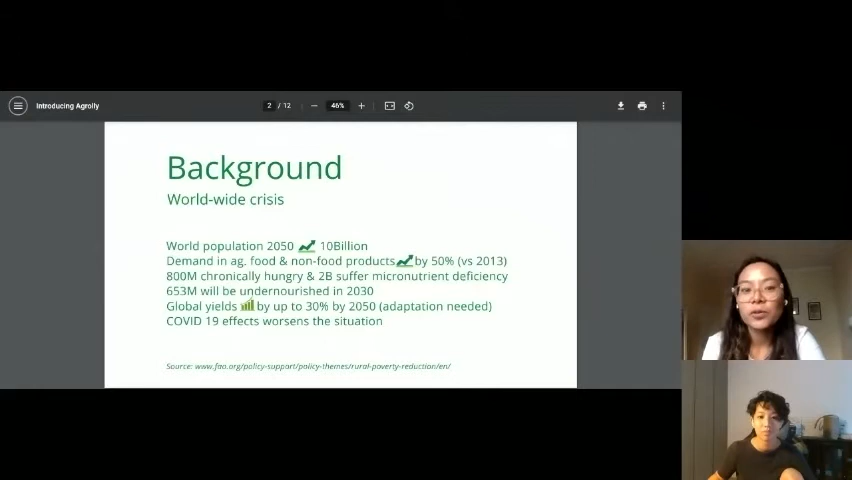 Introducing Agrolly
2 / 12
46%
Background
World-wide crisis
World population 2050 10Billion
Demand in ag. food & non-food products by 50% (vs 2013)
800M chronically hungry & 2B suffer micronutrient deficiency
653M will be undernourished in 2030
Global yields by up to 30% by 2050 (adaptation needed)
COVID 19 effects worsens the situation
Source: www.fao.org/policy-support/policy-themes/rural-poverty-reduction/en/